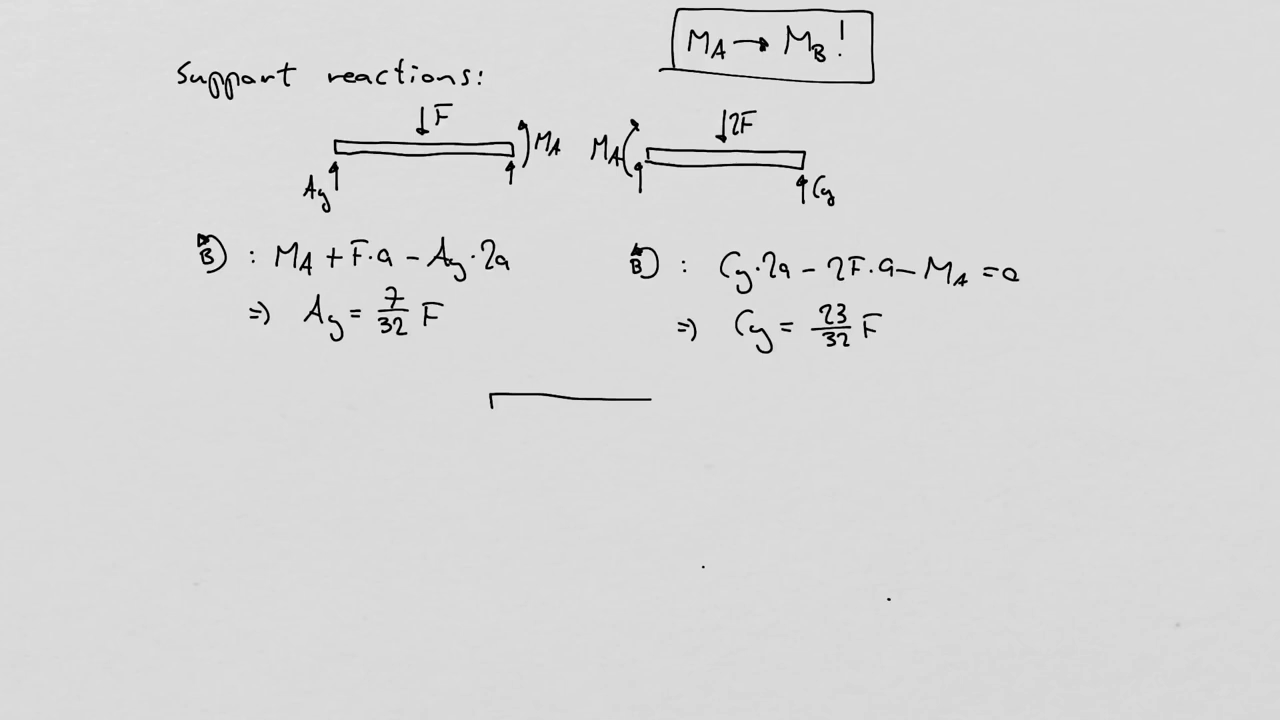 M_A → M_B !
Support reactions:
↓F
M_A
M_A
↓2F
A_y
C_y
B) : M_A + F·a − A_y·2a
B) : C_y·2a − 2F·a − M_A = 0
⇒ A_y = 7/32 F
⇒ C_y = 23/32 F